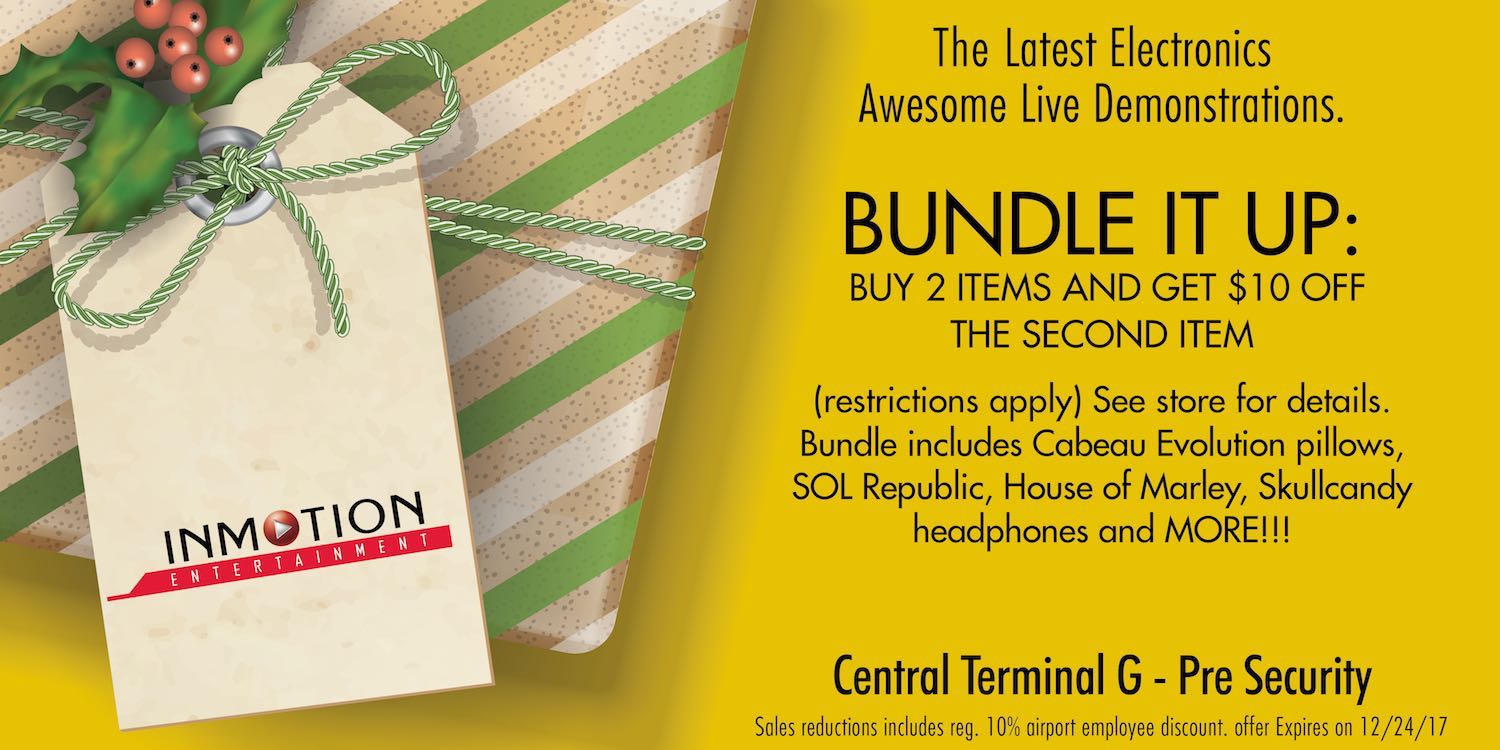 INMOTION
ENTERTAINMENT
The Latest Electronics
Awesome Live Demonstrations.
BUNDLE IT UP:
BUY 2 ITEMS AND GET $10 OFF
THE SECOND ITEM
(restrictions apply) See store for details.
Bundle includes Cabeau Evolution pillows,
SOL Republic, House of Marley, Skullcandy
headphones and MORE!!!
Central Terminal G - Pre Security
Sales reductions includes reg. 10% airport employee discount. offer Expires on 12/24/17